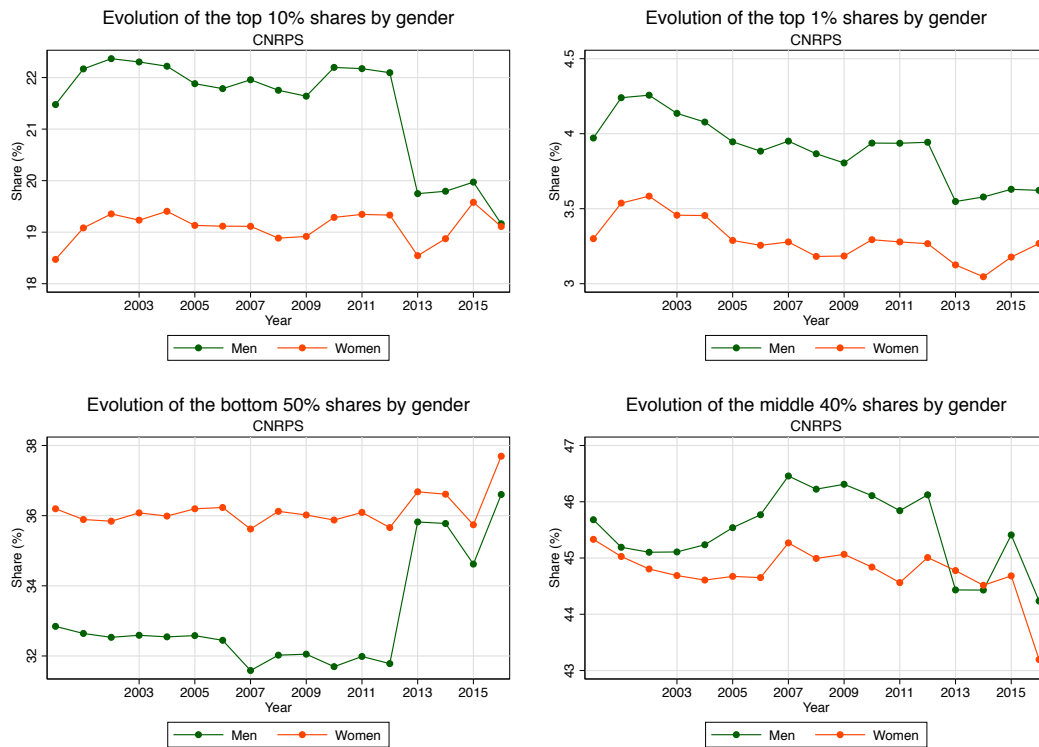 Evolution of the top 10% shares by gender
CNRPS
Share (%)
22
21
20
19
18
2003 2005 2007 2009 2011 2013 2015
Year
Men Women
Evolution of the top 1% shares by gender
CNRPS
Share (%)
4.5
4
3.5
3
2003 2005 2007 2009 2011 2013 2015
Year
Men Women
Evolution of the bottom 50% shares by gender
CNRPS
Share (%)
38
36
34
32
2003 2005 2007 2009 2011 2013 2015
Year
Men Women
Evolution of the middle 40% shares by gender
CNRPS
Share (%)
47
46
45
44
43
2003 2005 2007 2009 2011 2013 2015
Year
Men Women